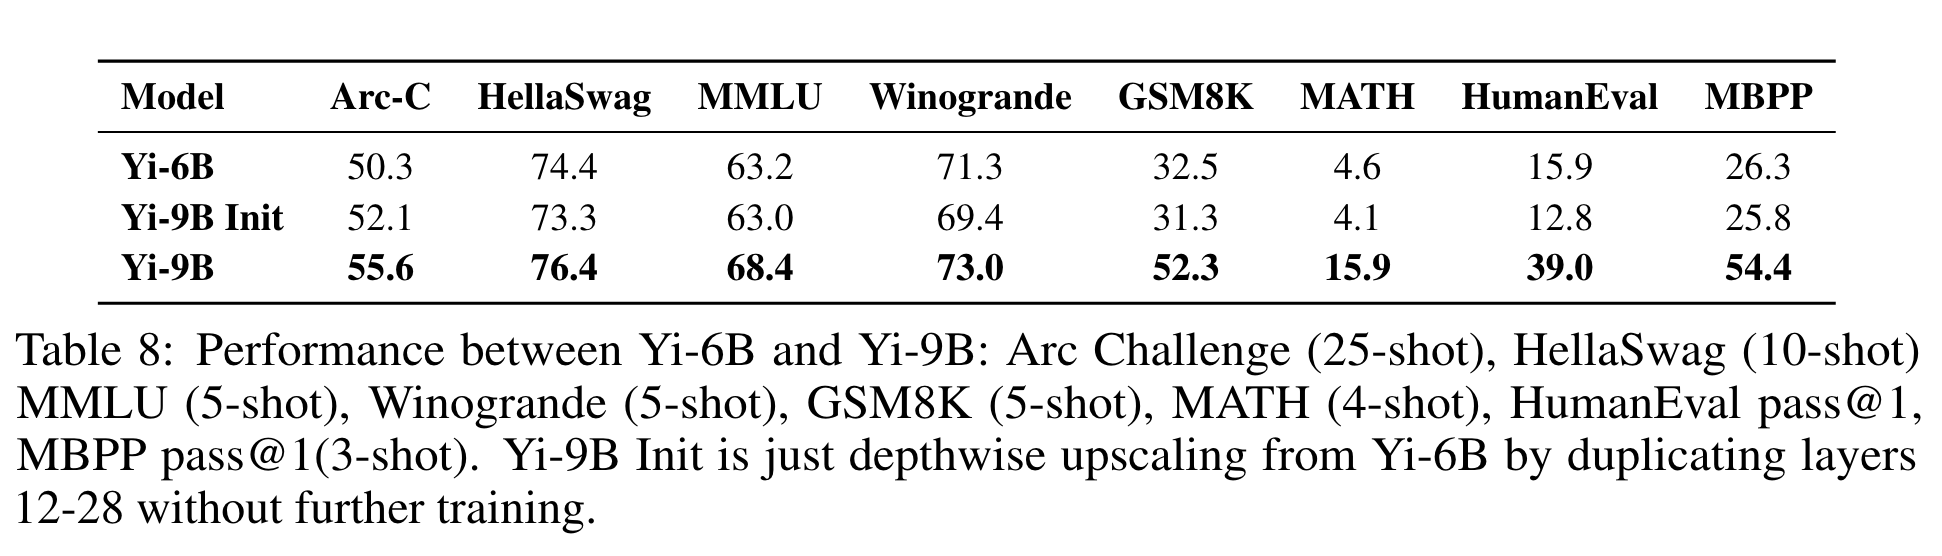 Model Arc-C HellaSwag MMLU Winogrande GSM8K MATH HumanEval MBPP
Yi-6B 50.3 74.4 63.2 71.3 32.5 4.6 15.9 26.3
Yi-9B Init 52.1 73.3 63.0 69.4 31.3 4.1 12.8 25.8
Yi-9B 55.6 76.4 68.4 73.0 52.3 15.9 39.0 54.4
Table 8: Performance between Yi-6B and Yi-9B: Arc Challenge (25-shot), HellaSwag (10-shot)
MMLU (5-shot), Winogrande (5-shot), GSM8K (5-shot), MATH (4-shot), HumanEval pass@1,
MBPP pass@1(3-shot). Yi-9B Init is just depthwise upscaling from Yi-6B by duplicating layers
12-28 without further training.